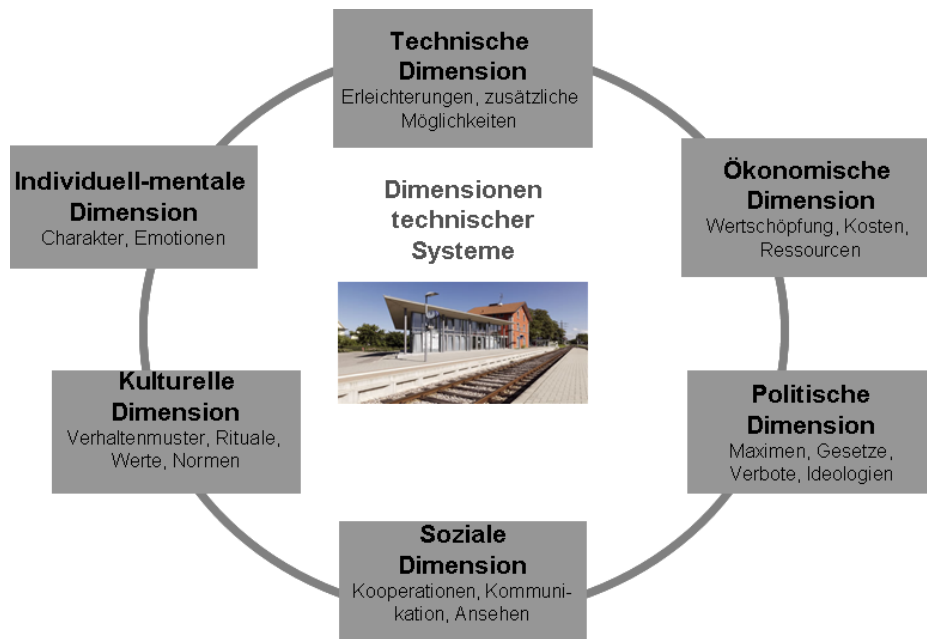 Technische
Dimension
Erleichterungen, zusätzliche
Möglichkeiten
Individuell-mentale
Dimension
Charakter, Emotionen
Dimensionen
technischer
Systeme
Ökonomische
Dimension
Wertschöpfung, Kosten,
Ressourcen
Kulturelle
Dimension
Verhaltenmuster, Rituale,
Werte, Normen
Politische
Dimension
Maximen, Gesetze,
Verbote, Ideologien
Soziale
Dimension
Kooperationen, Kommuni-
kation, Ansehen